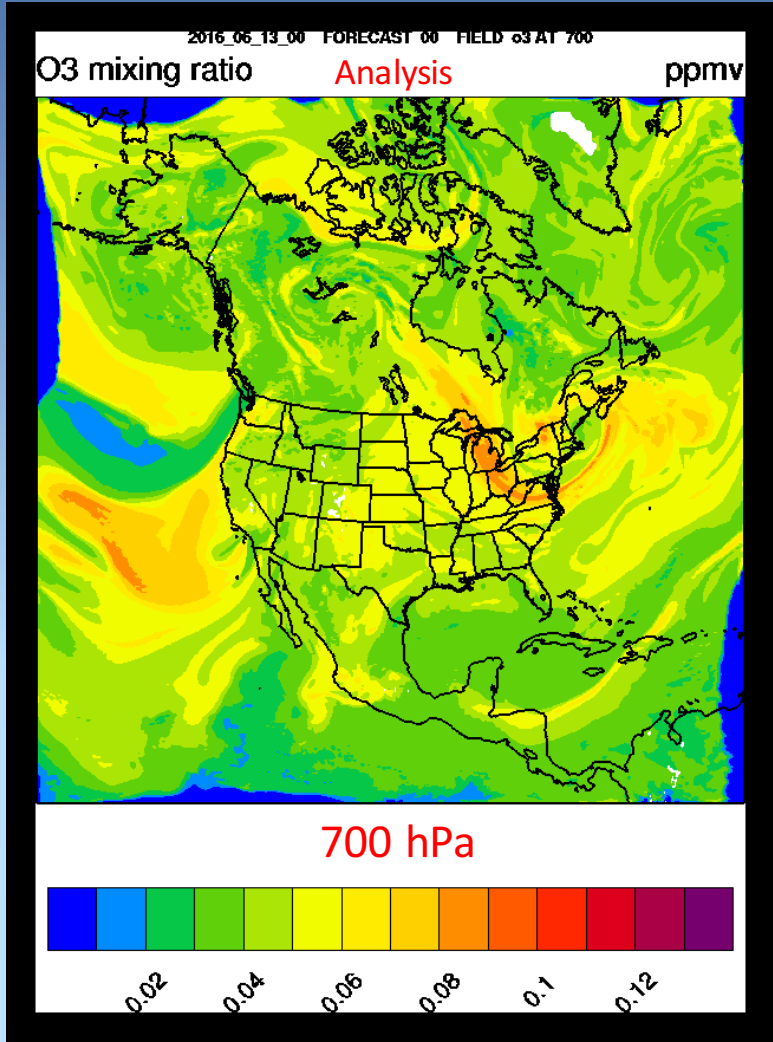 2016_06_13_00 FORECAST 00 FIELD o3 AT 700
O3 mixing ratio Analysis ppmv
700 hPa
0.02 0.04 0.06 0.08 0.1 0.12